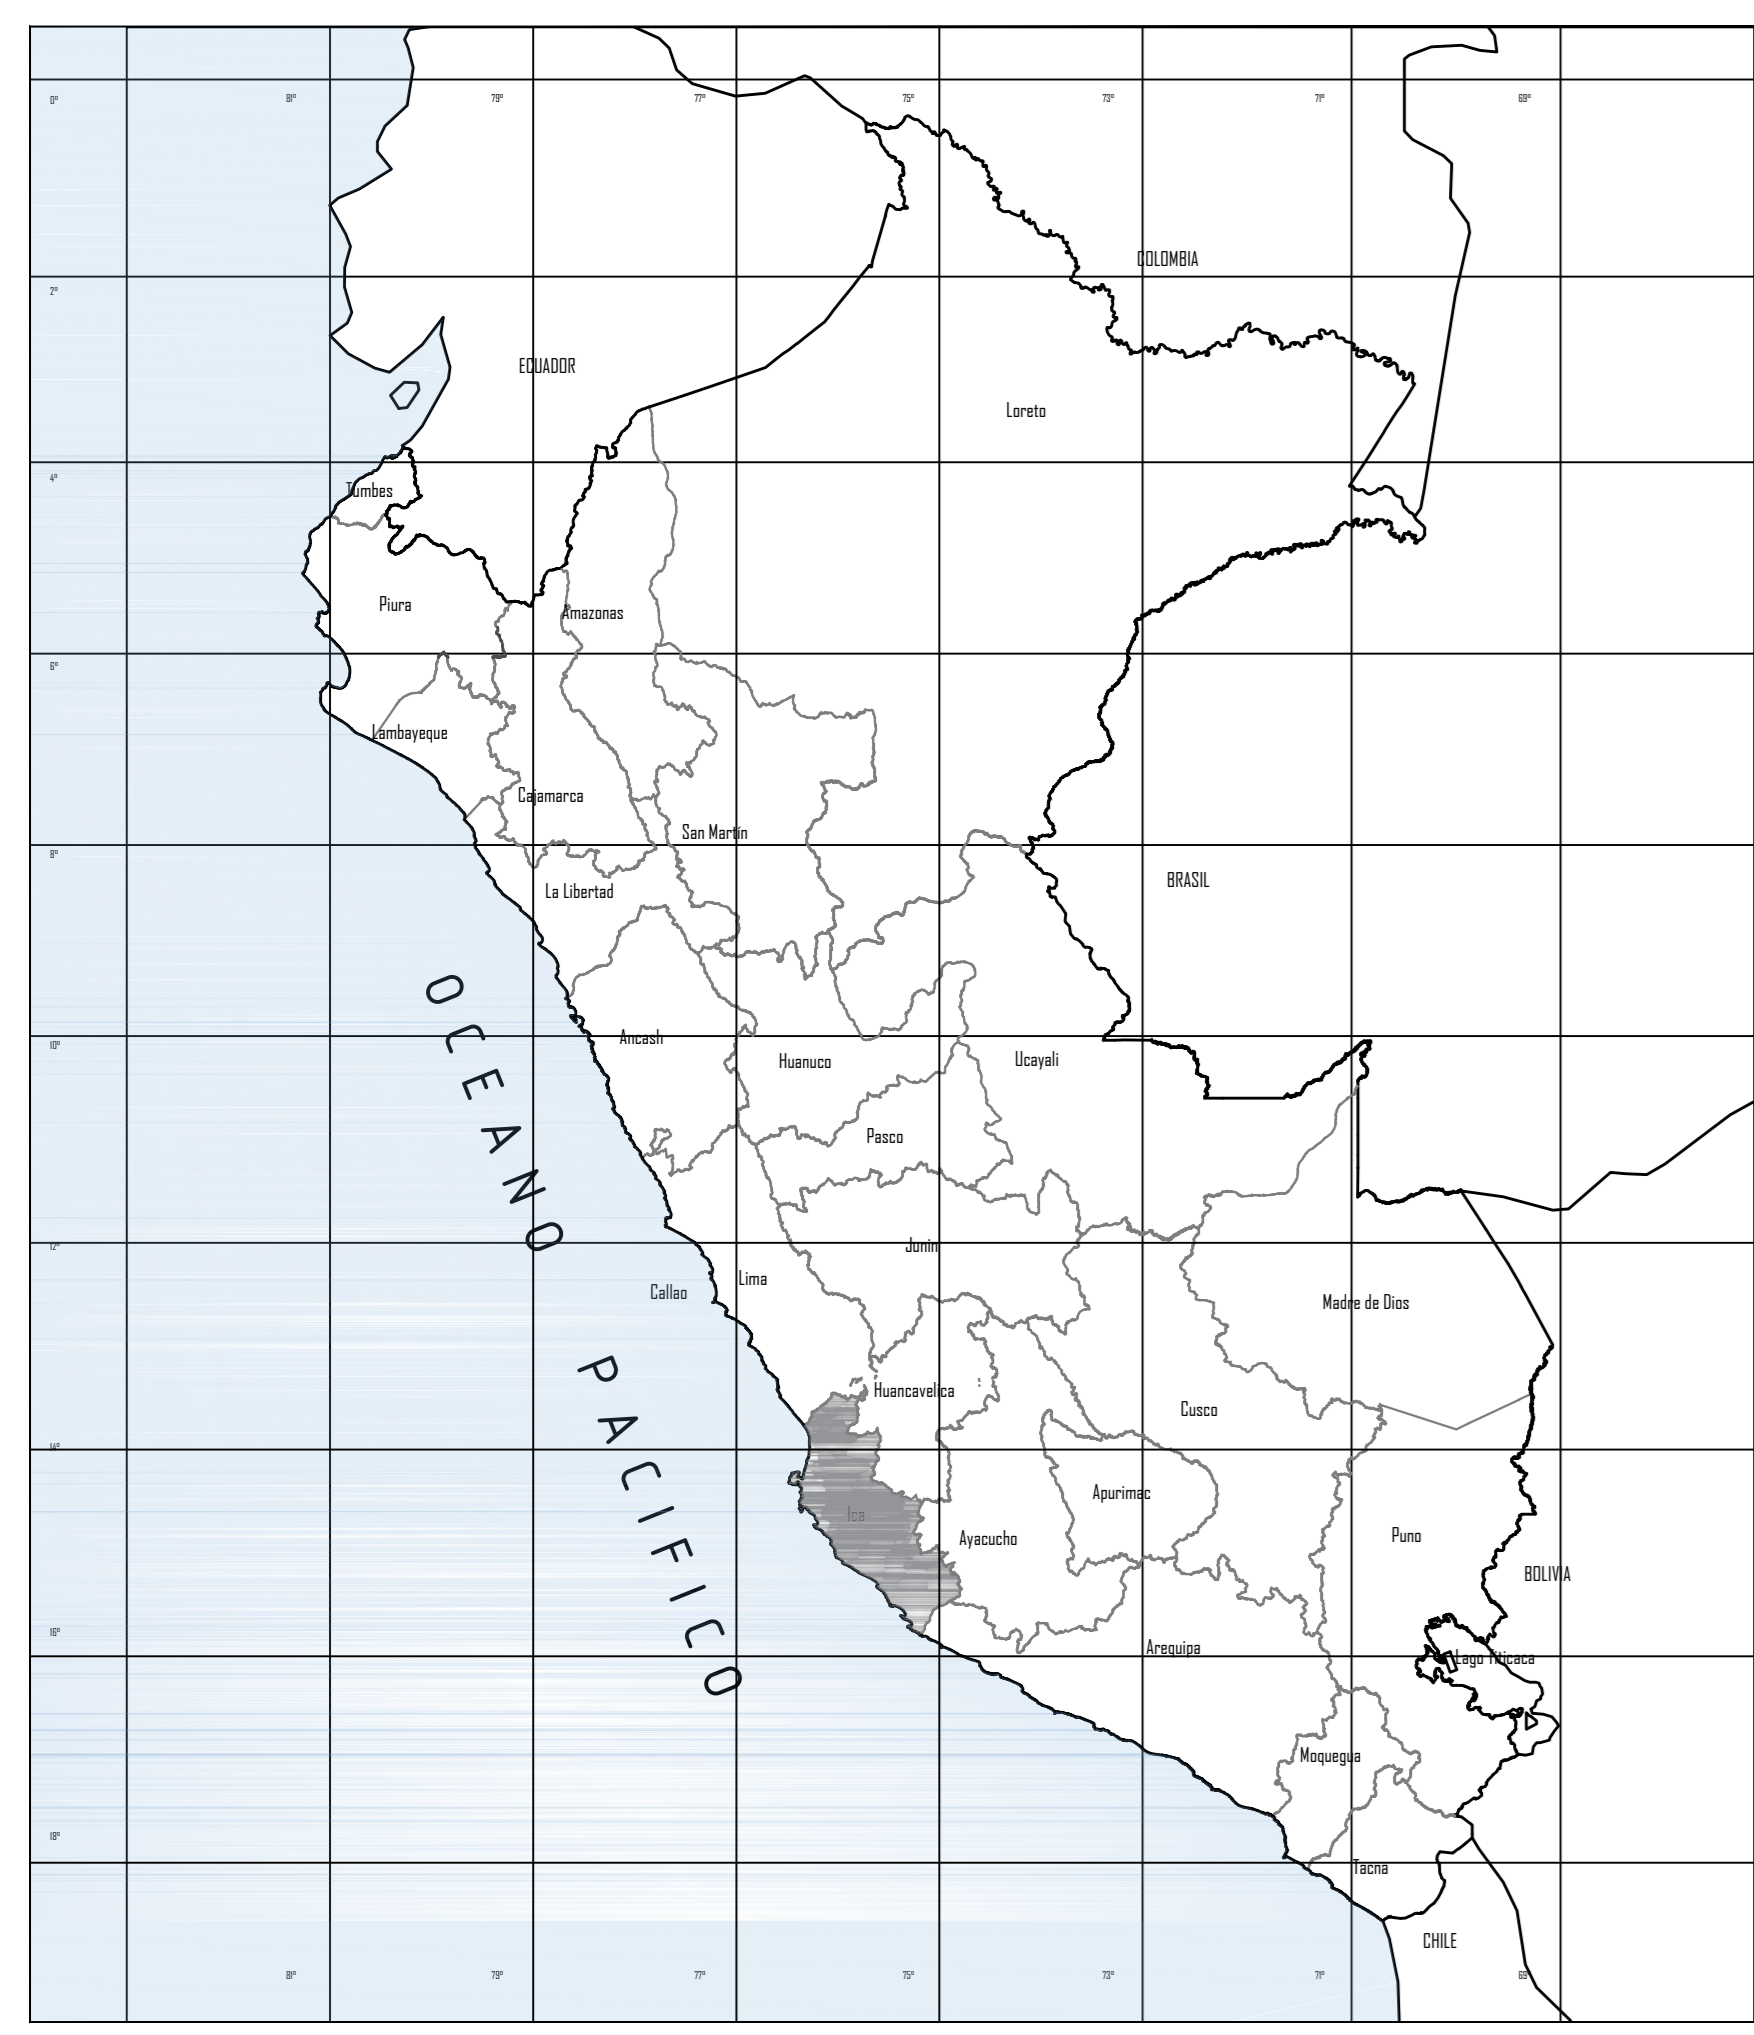 0° 81° 79° 77° 75° 73° 71° 69°
COLOMBIA
2°
ECUADOR
Loreto
4°
Tumbes
Piura
Amazonas
6°
Lambayeque
Cajamarca
San Martín
8°
BRASIL
La Libertad
OCEANO PACIFICO
Ancash
10°
Huanuco
Ucayali
Pasco
12°
Junin
Lima
Callao
Madre de Dios
Huancavelica
Cusco
14°
Apurimac
Ica
Ayacucho
Puno
BOLIVIA
16°
Arequipa
Lago Titicaca
Moquegua
18°
Tacna
CHILE
81° 79° 77° 75° 73° 71° 69°